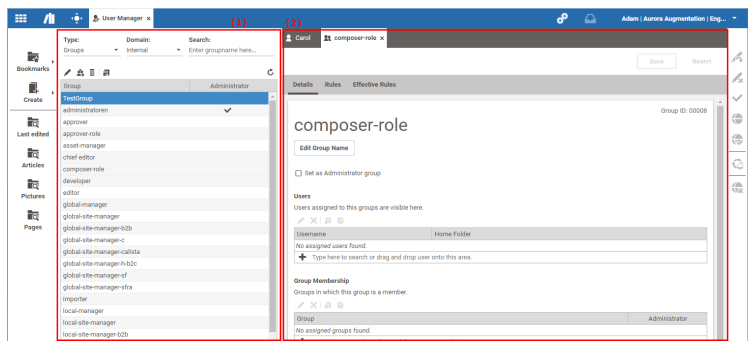 User Manager ×
(1)
(2)
Adam | Aurora Augmentation | Eng...
Bookmarks
Create
Last edited
Articles
Pictures
Pages
Type:
Domain:
Search:
Groups
Internal
Enter groupname here...
Group
Administrator
TestGroup
administratoren
approver
approver-role
asset-manager
chief editor
composer-role
developer
editor
global-manager
global-site-manager
global-site-manager-b2b
global-site-manager-c
global-site-manager-calista
global-site-manager-h-b2c
global-site-manager-sf
global-site-manager-sfra
importer
local-manager
local-site-manager
local-site-manager-b2b
Carol
composer-role ×
Save
Revert
Details
Rules
Effective Rules
Group ID: 00008
composer-role
Edit Group Name
Set as Administrator group
Users
Users assigned to this groups are visible here.
Username
Home Folder
No assigned users found.
Type here to search or drag and drop user onto this area.
Group Membership
Groups in which this group is a member.
Group
Administrator
No assigned groups found.